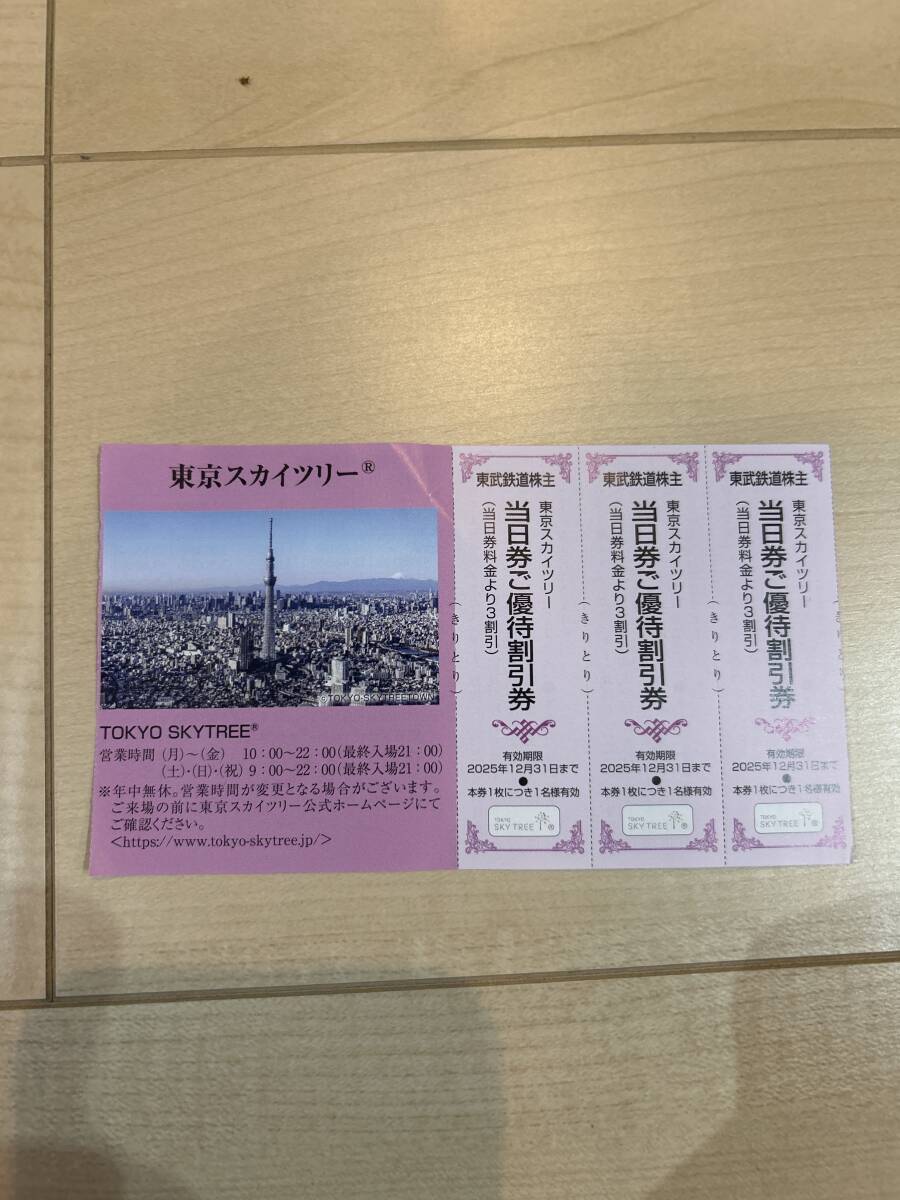 東京スカイツリー®
©TOKYO-SKYTREETOWN
TOKYO SKYTREE®
営業時間 (月)～(金) 10:00～22:00(最終入場21:00)
(土)・(日)・(祝) 9:00～22:00(最終入場21:00)
※年中無休。営業時間が変更となる場合がございます。
ご来場の前に東京スカイツリー公式ホームページにて
ご確認ください。
<https://www.tokyo-skytree.jp/>
(きりとり)
東武鉄道株主
東京スカイツリー
当日券ご優待割引券
(当日券料金より3割引)
有効期限
2025年12月31日まで
本券1枚につき1名様有効
TOKYO
SKYTREE®
(きりとり)
東武鉄道株主
東京スカイツリー
当日券ご優待割引券
(当日券料金より3割引)
有効期限
2025年12月31日まで
本券1枚につき1名様有効
TOKYO
SKYTREE®
(きりとり)
東武鉄道株主
東京スカイツリー
当日券ご優待割引券
(当日券料金より3割引)
有効期限
2025年12月31日まで
本券1枚につき1名様有効
TOKYO
SKYTREE®